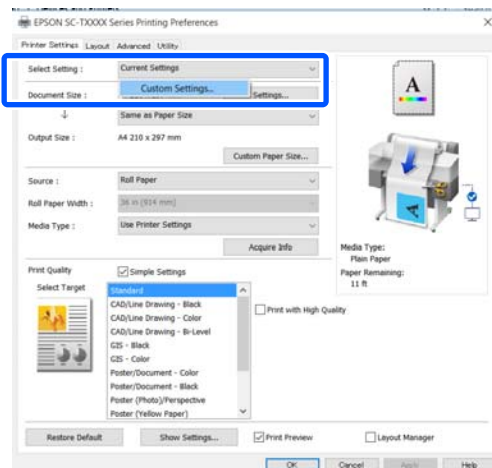 EPSON SC-TXXXX Series Printing Preferences
Printer Settings Layout Advanced Utility
Select Setting : Current Settings
Custom Settings...
Document Size : Settings...
Same as Paper Size
Output Size : A4 210 x 297 mm
Custom Paper Size...
Source : Roll Paper
Roll Paper Width : 36 in (914 mm)
Media Type : Use Printer Settings
Acquire Info
A
A
Media Type:
Plain Paper
Paper Remaining:
11 ft
Print Quality Simple Settings
Select Target
Standard
CAD/Line Drawing - Black
CAD/Line Drawing - Color
CAD/Line Drawing - Bi-Level
GIS - Black
GIS - Color
Poster/Document - Color
Poster/Document - Black
Poster (Photo)/Perspective
Poster (Yellow Paper)
Print with High Quality
Restore Default Show Settings... Print Preview Layout Manager
OK Cancel Apply Help